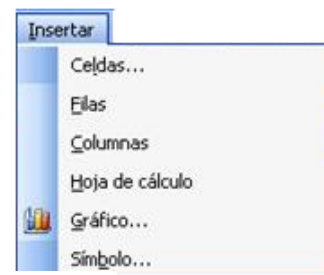 Insertar
Celdas...
Filas
Columnas
Hoja de cálculo
Gráfico...
Símbolo...